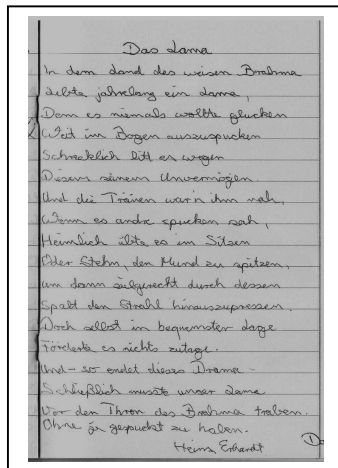 Das Lama
In dem Land des weisen Brahma
lebte jahrelang ein Lama,
Dem es niemals wollte glücken
Weit im Bogen auszuspucken
Schrecklich litt es wegen
Diesem seinem Unvermögen.
Und die Tränen war'n ihm nah,
Wenn es andre spucken sah,
Heimlich übte es im Sitzen
Oder Stehn, den Mund zu spitzen,
um dann zielgerecht durch dessen
Spalt den Strahl hinauszupressen.
Doch selbst in bequemster Lage
Förderte es nichts zutage.
Und - so endet dieses Drama -
Schließlich musste unser Lama
Vor den Thron des Brahma traben.
Ohne je gespuckt zu haben.
Heinz Erhardt